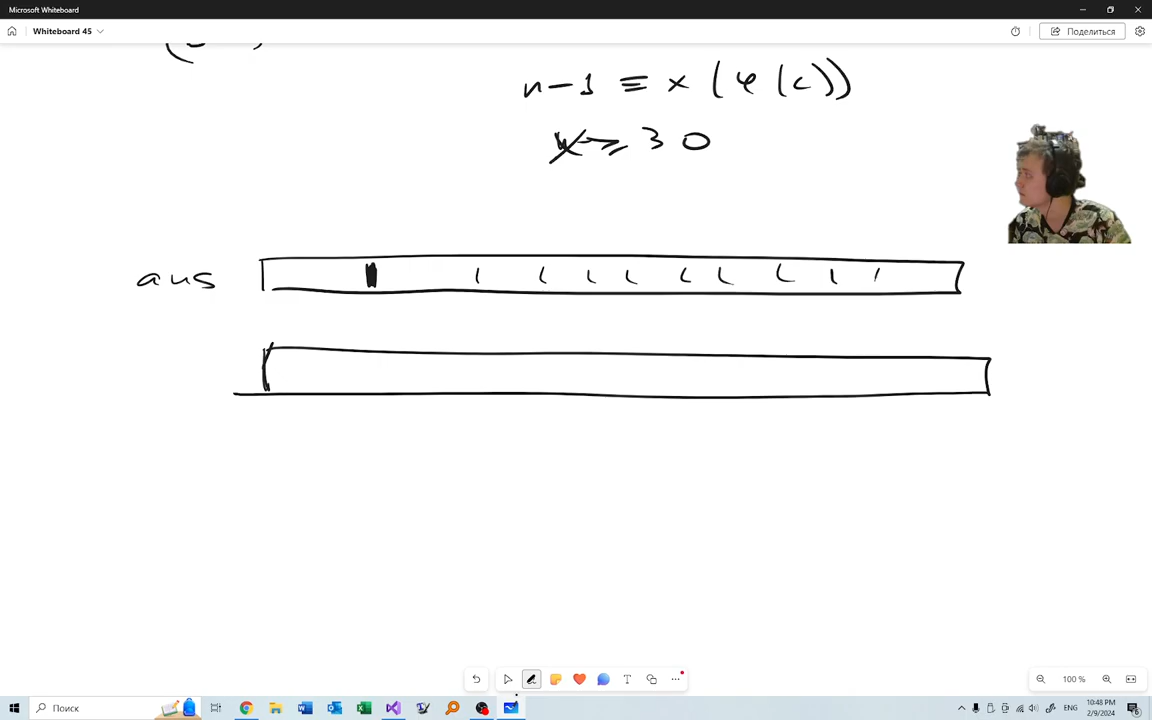 Microsoft Whiteboard
Whiteboard 45
Поделиться
n-1 ≡ x (φ(c))
≥ 30
ans
100 %
Поиск
ENG
10:48 PM
2/9/2024